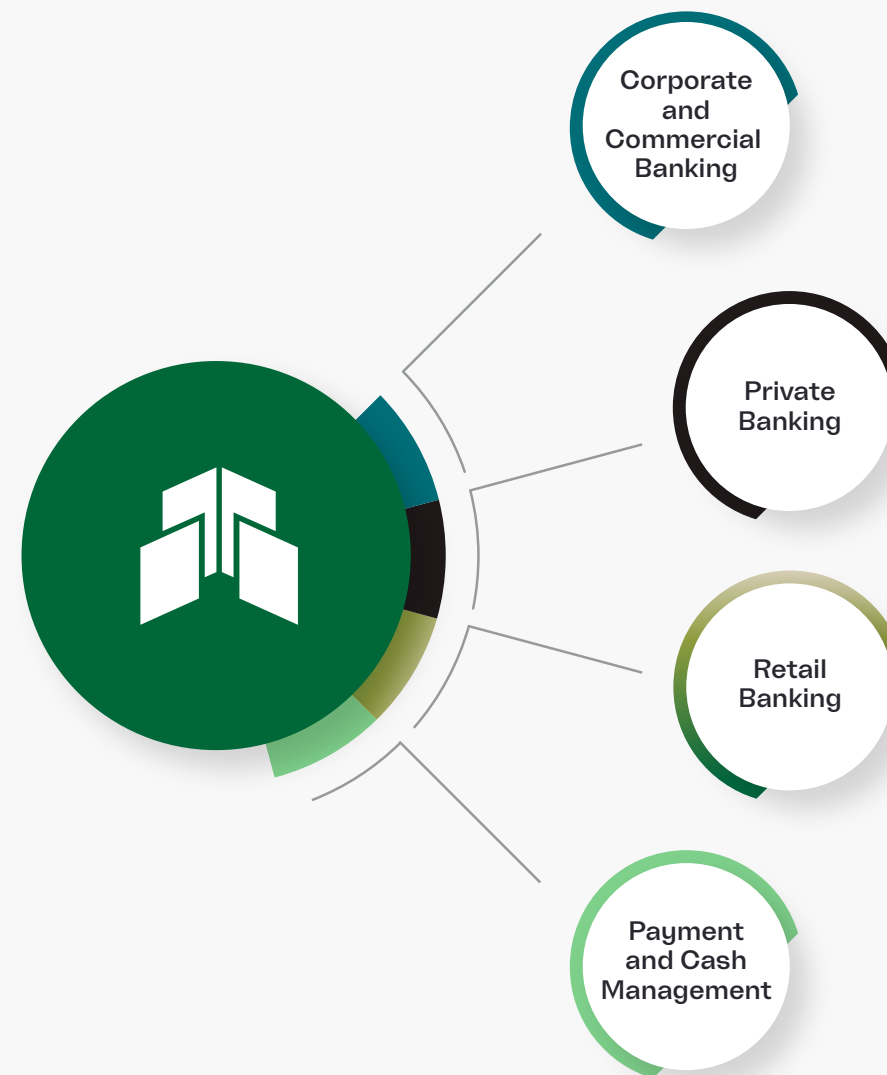 Corporate
and
Commercial
Banking
Private
Banking
Retail
Banking
Payment
and Cash
Management